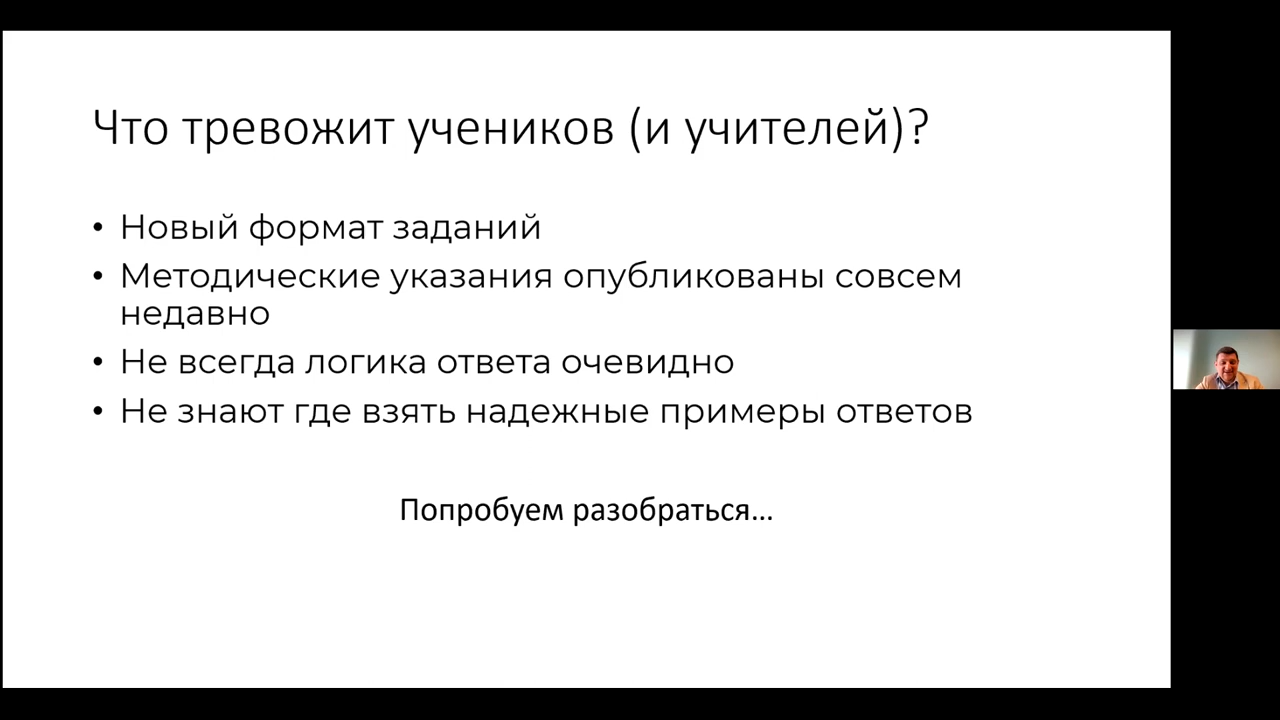 Что тревожит учеников (и учителей)?
• Новый формат заданий
• Методические указания опубликованы совсем
недавно
• Не всегда логика ответа очевидно
• Не знают где взять надежные примеры ответов
Попробуем разобраться…